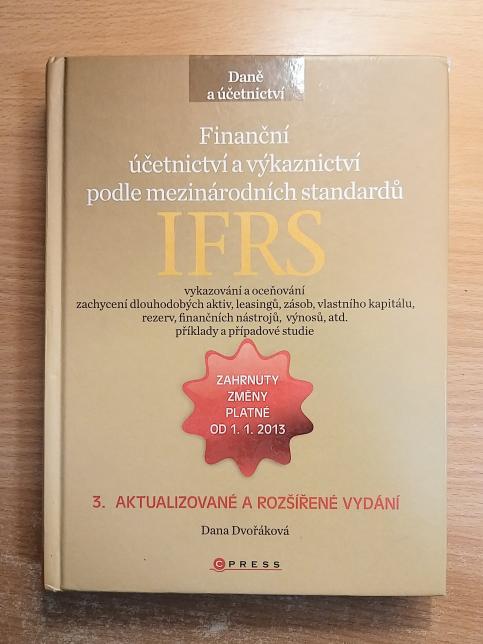 Daně
a účetnictví
Finanční
účetnictví a výkaznictví
podle mezinárodních standardů
IFRS
vykazování a oceňování
zachycení dlouhodobých aktiv, leasingů, zásob, vlastního kapitálu,
rezerv, finančních nástrojů, výnosů, atd.
příklady a případové studie
ZAHRNUTY
ZMĚNY
PLATNÉ
OD 1. 1. 2013
3. AKTUALIZOVANÉ A ROZŠÍŘENÉ VYDÁNÍ
Dana Dvořáková
CPRESS